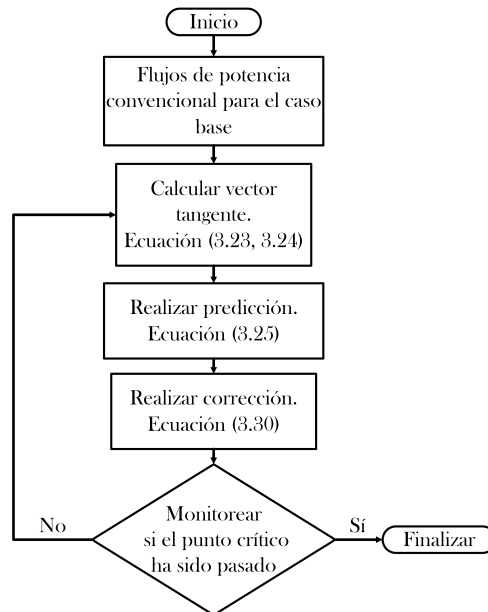 Inicio
Flujos de potencia
convencional para el caso
base
Calcular vector
tangente.
Ecuación (3.23, 3.24)
Realizar predicción.
Ecuación (3.25)
Realizar corrección.
Ecuación (3.30)
No
Monitorear
si el punto crítico
ha sido pasado
Sí
Finalizar